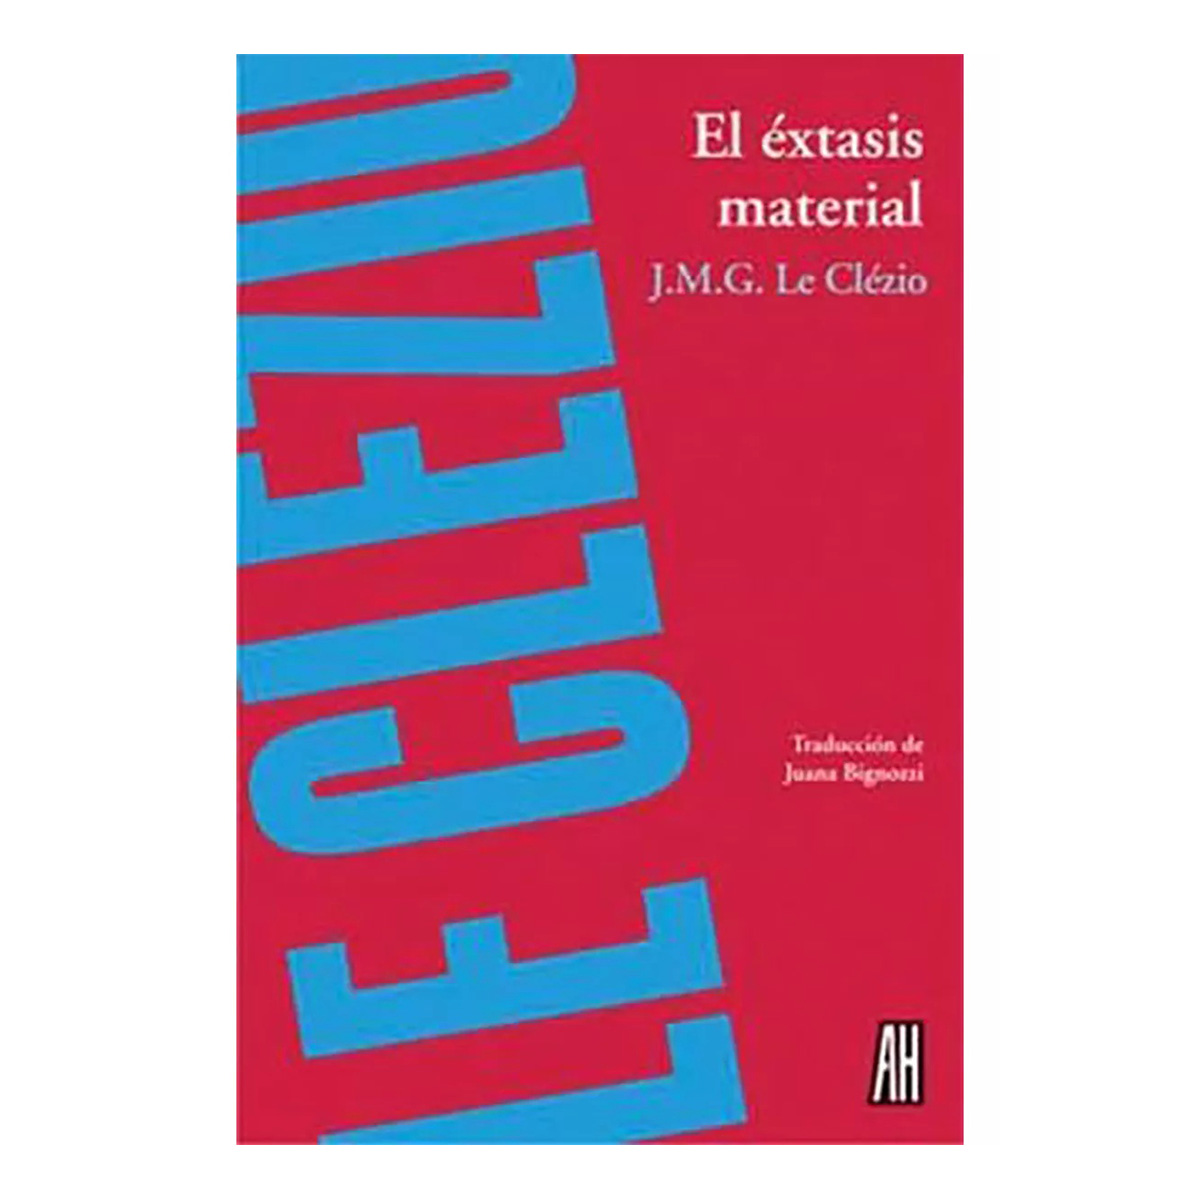 El éxtasis
material
J.M.G. Le Clézio
LE CLÉZIO
Traducción de
Juana Bignozzi
AH